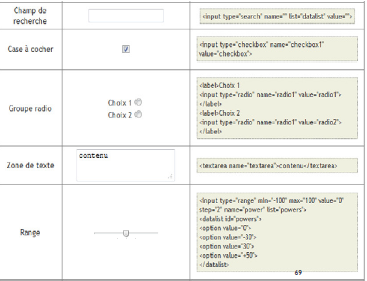 Champ de
recherche
<input type="search" name="" list="datalist" value="">
Case à cocher
<input type="checkbox" name="checkbox1"
value="checkbox">
Groupe radio
Choix 1
Choix 2
<label>Choix 1
<input type="radio" name="radio1" value="radio1">
</label>
<label>Choix 2
<input type="radio" name="radio1" value="radio2">
</label>
Zone de texte
contenu
<textarea name="textarea">contenu</textarea>
Range
<input type="range" min="-100" max="100" value="0"
step="2" name="power" list="powers">
<datalist id="powers">
<option value="0">
<option value="-30">
<option value="30">
<option value="+50">
</datalist>
69